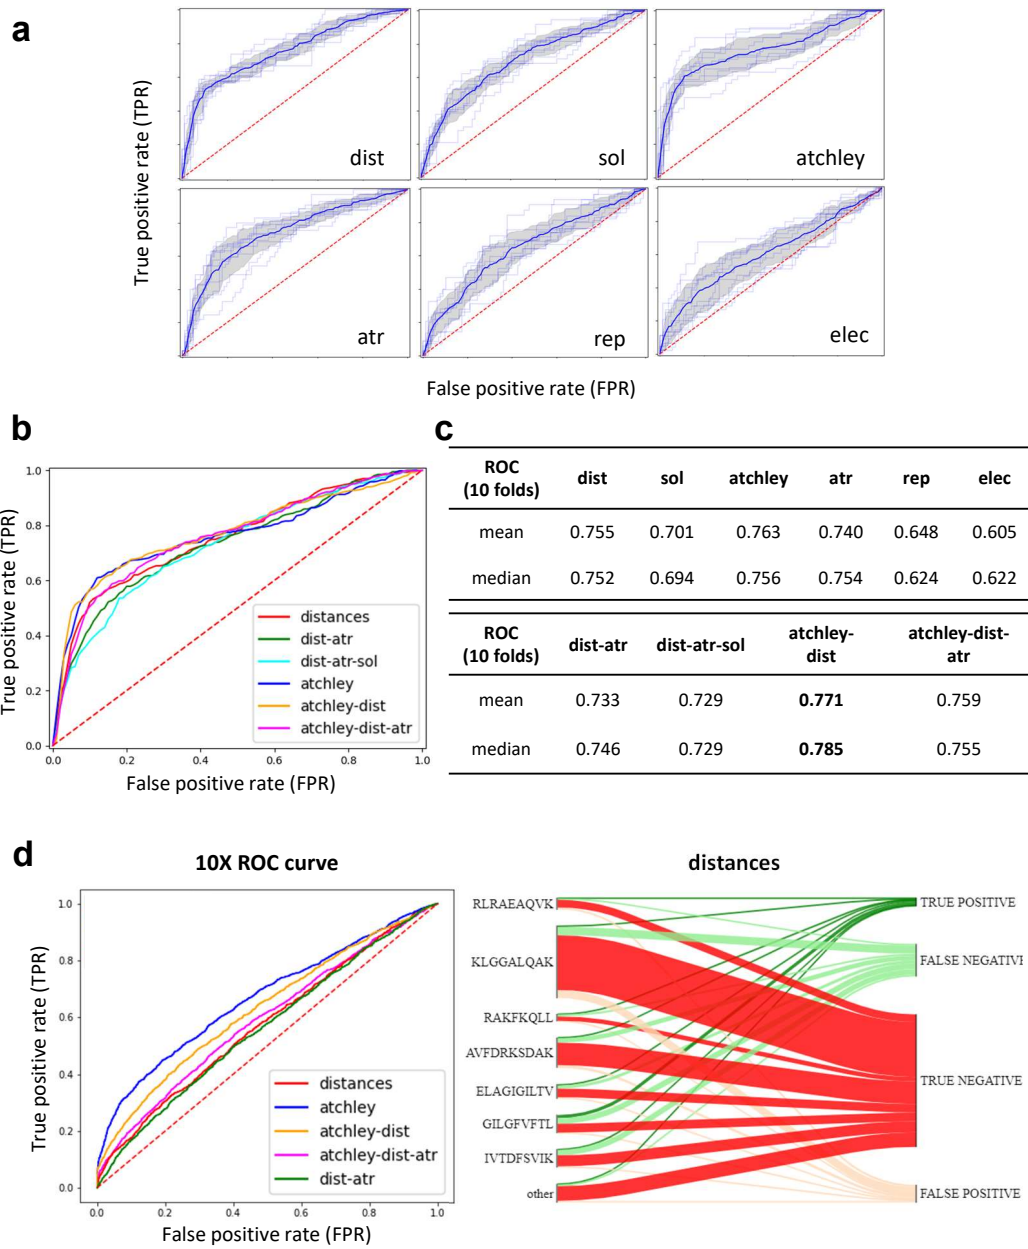 a
True positive rate (TPR)
dist
sol
atchley
atr
rep
elec
False positive rate (FPR)
b
True positive rate (TPR)
1.0
0.8
0.6
0.4
0.2
0.0
distances
dist-atr
dist-atr-sol
atchley
atchley-dist
atchley-dist-atr
0.0 0.2 0.4 0.6 0.8 1.0
False positive rate (FPR)
c
ROC (10 folds) dist sol atchley atr rep elec
mean 0.755 0.701 0.763 0.740 0.648 0.605
median 0.752 0.694 0.756 0.754 0.624 0.622
ROC (10 folds) dist-atr dist-atr-sol atchley-dist atchley-dist-atr
mean 0.733 0.729 0.771 0.759
median 0.746 0.729 0.785 0.755
d
10X ROC curve
True positive rate (TPR)
1.0
0.8
0.6
0.4
0.2
0.0
distances
atchley
atchley-dist
atchley-dist-atr
dist-atr
0.0 0.2 0.4 0.6 0.8 1.0
False positive rate (FPR)
distances
RLRAEAQVK
KLGGALQAK
RAKFKQLL
AVFDRKSDAK
ELAGIGILTV
GILGFVFTL
IVTDFSVIK
other
TRUE POSITIVE
FALSE NEGATIVI
TRUE NEGATIVE
FALSE POSITIVE